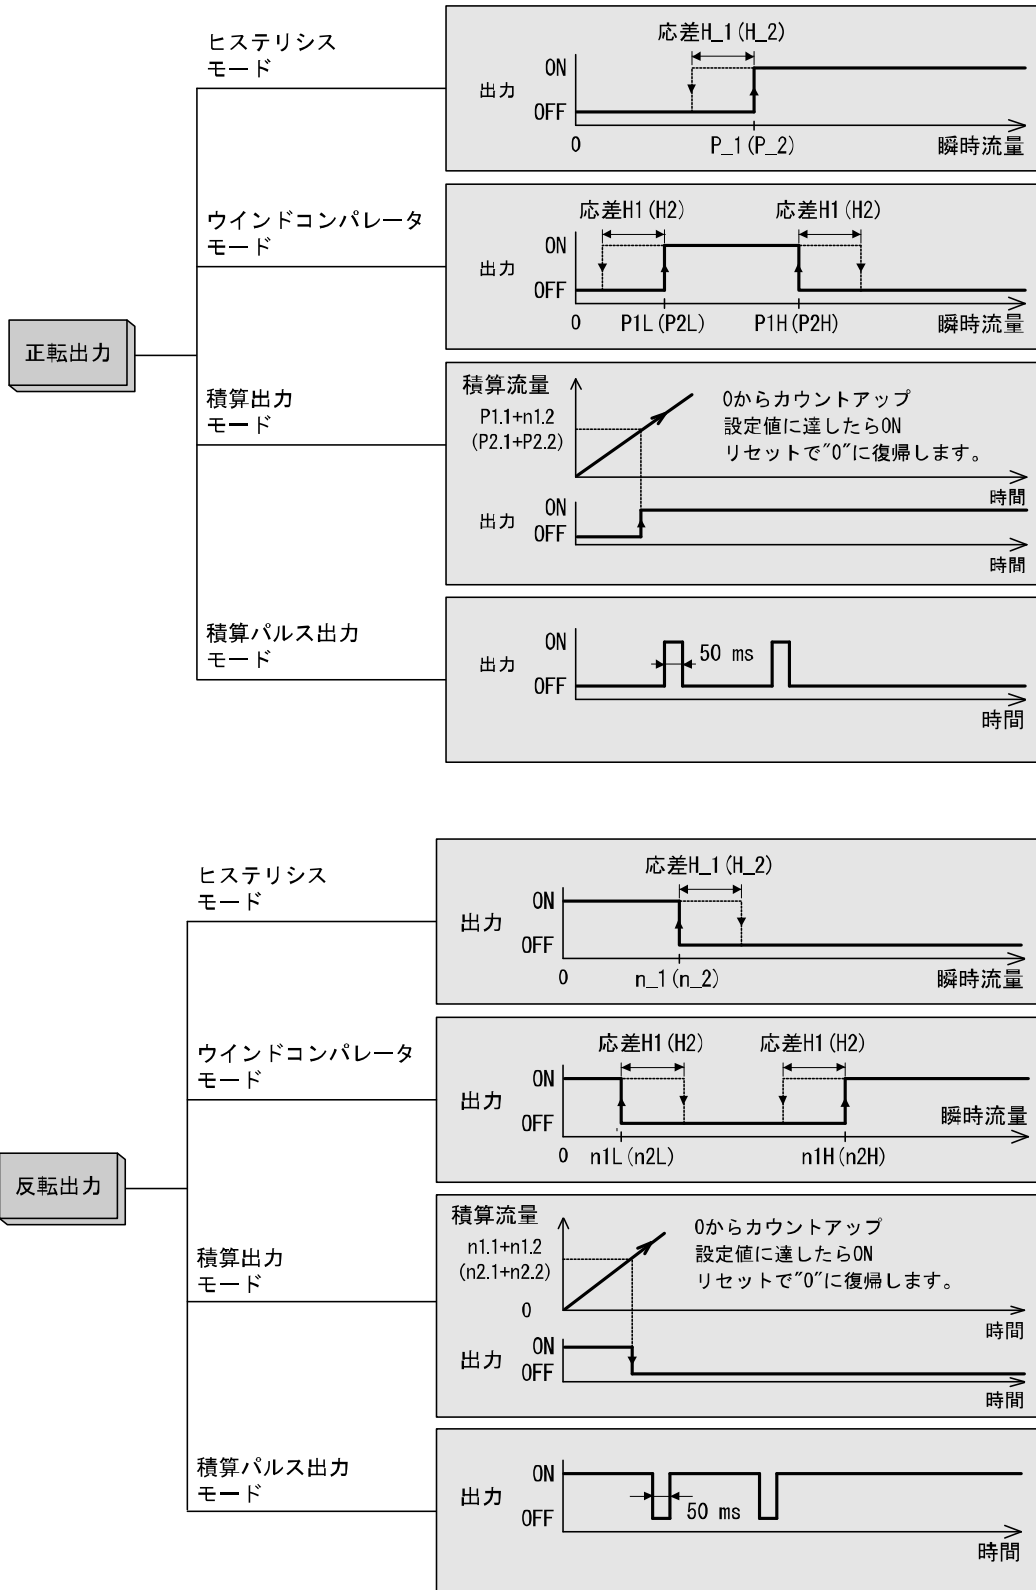 正転出力
ヒステリシス
モード
応差H_1(H_2)
ON
出力
OFF
0
P_1(P_2)
瞬時流量
ウインドコンパレータ
モード
応差H1(H2)
応差H1(H2)
ON
出力
OFF
0
P1L(P2L)
P1H(P2H)
瞬時流量
積算出力
モード
積算流量
P1.1+n1.2
(P2.1+P2.2)
0からカウントアップ
設定値に達したらON
リセットで"0"に復帰します。
時間
ON
出力
OFF
時間
積算パルス出力
モード
ON
出力
OFF
50 ms
時間
反転出力
ヒステリシス
モード
応差H_1(H_2)
ON
出力
OFF
0
n_1(n_2)
瞬時流量
ウインドコンパレータ
モード
応差H1(H2)
応差H1(H2)
ON
出力
OFF
瞬時流量
0
n1L(n2L)
n1H(n2H)
積算出力
モード
積算流量
n1.1+n1.2
(n2.1+n2.2)
0
0からカウントアップ
設定値に達したらON
リセットで"0"に復帰します。
時間
ON
出力
OFF
時間
積算パルス出力
モード
ON
出力
OFF
50 ms
時間